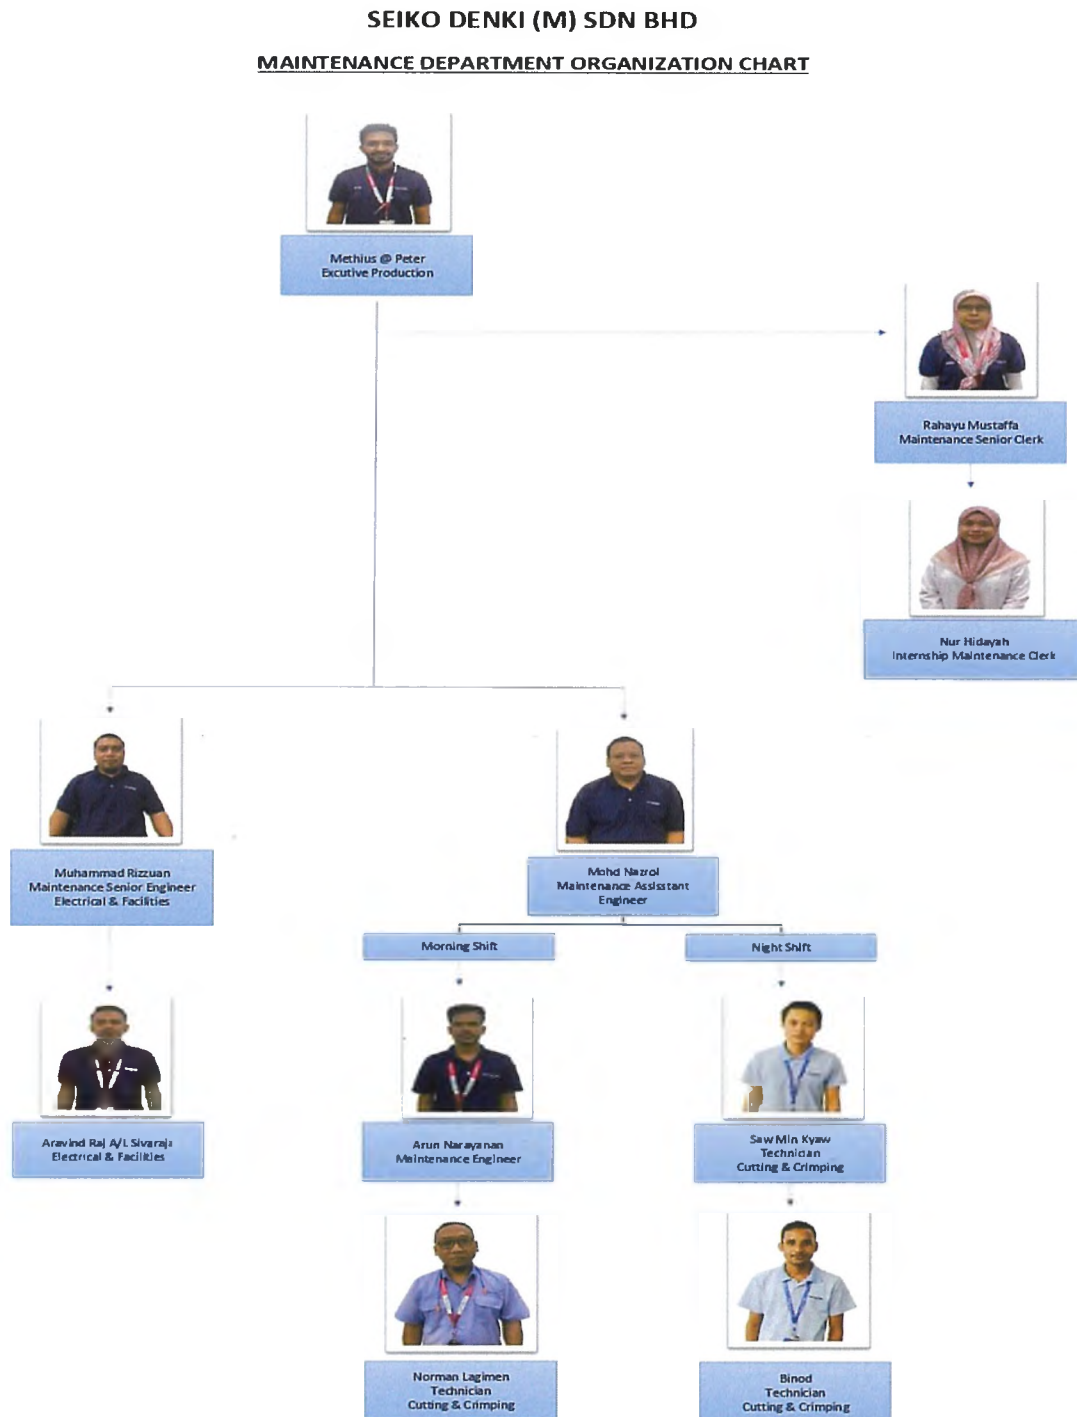 SEIKO DENKI (M) SDN BHD
MAINTENANCE DEPARTMENT ORGANIZATION CHART
Methius @ Peter
Excutive Production
Rahayu Mustaffa
Maintenance Senior Clerk
Nur Hidayah
Internship Maintenance Clerk
Muhammad Rizzuan
Maintenance Senior Engineer
Electrical & Facilities
Mohd Nazrol
Maintenance Assisstant
Engineer
Morning Shift
Night Shift
Aravind Raj A/L Sivaraja
Electrical & Facilities
Arun Narayanan
Maintenance Engineer
Saw Min Kyaw
Technician
Cutting & Crimping
Norman Lagimen
Technician
Cutting & Crimping
Binod
Technician
Cutting & Crimping